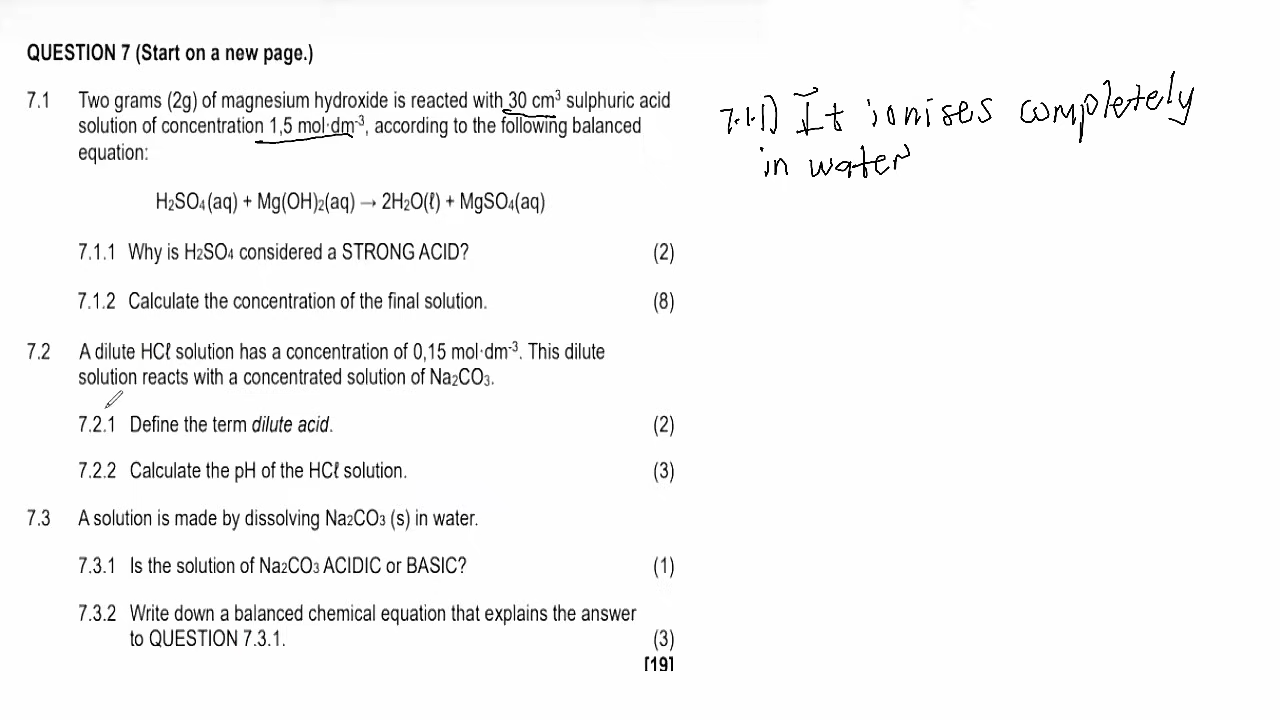 QUESTION 7 (Start on a new page.)
7.1 Two grams (2g) of magnesium hydroxide is reacted with 30 cm³ sulphuric acid
solution of concentration 1,5 mol·dm⁻³, according to the following balanced
equation:
H₂SO₄(aq) + Mg(OH)₂(aq) → 2H₂O(ℓ) + MgSO₄(aq)
7.1.1 Why is H₂SO₄ considered a STRONG ACID? (2)
7.1.2 Calculate the concentration of the final solution. (8)
7.2 A dilute HCℓ solution has a concentration of 0,15 mol·dm⁻³. This dilute
solution reacts with a concentrated solution of Na₂CO₃.
7.2.1 Define the term dilute acid. (2)
7.2.2 Calculate the pH of the HCℓ solution. (3)
7.3 A solution is made by dissolving Na₂CO₃ (s) in water.
7.3.1 Is the solution of Na₂CO₃ ACIDIC or BASIC? (1)
7.3.2 Write down a balanced chemical equation that explains the answer
to QUESTION 7.3.1. (3)
[19]
7.1.1) It ionises completely
in water